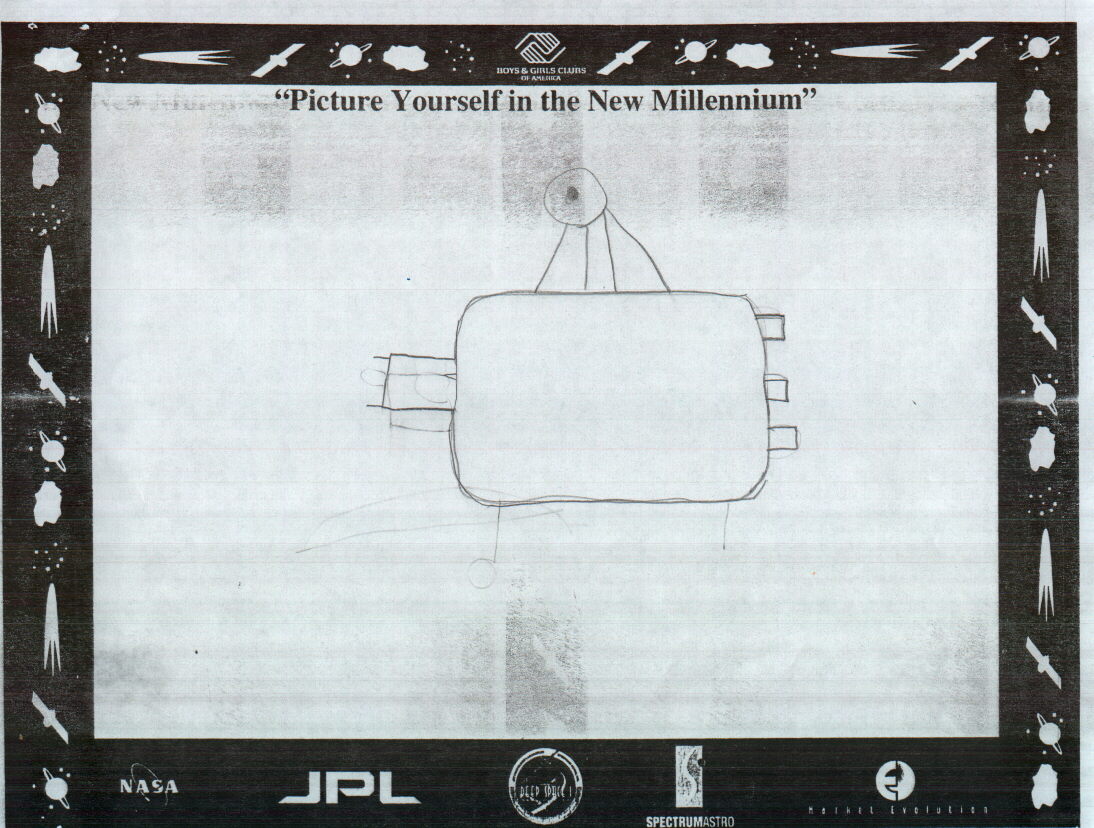 BOYS & GIRLS CLUBS
OF AMERICA
“Picture Yourself in the New Millennium”
NASA
JPL
DEEP SPACE 1
SPECTRUMASTRO
Market Evolution